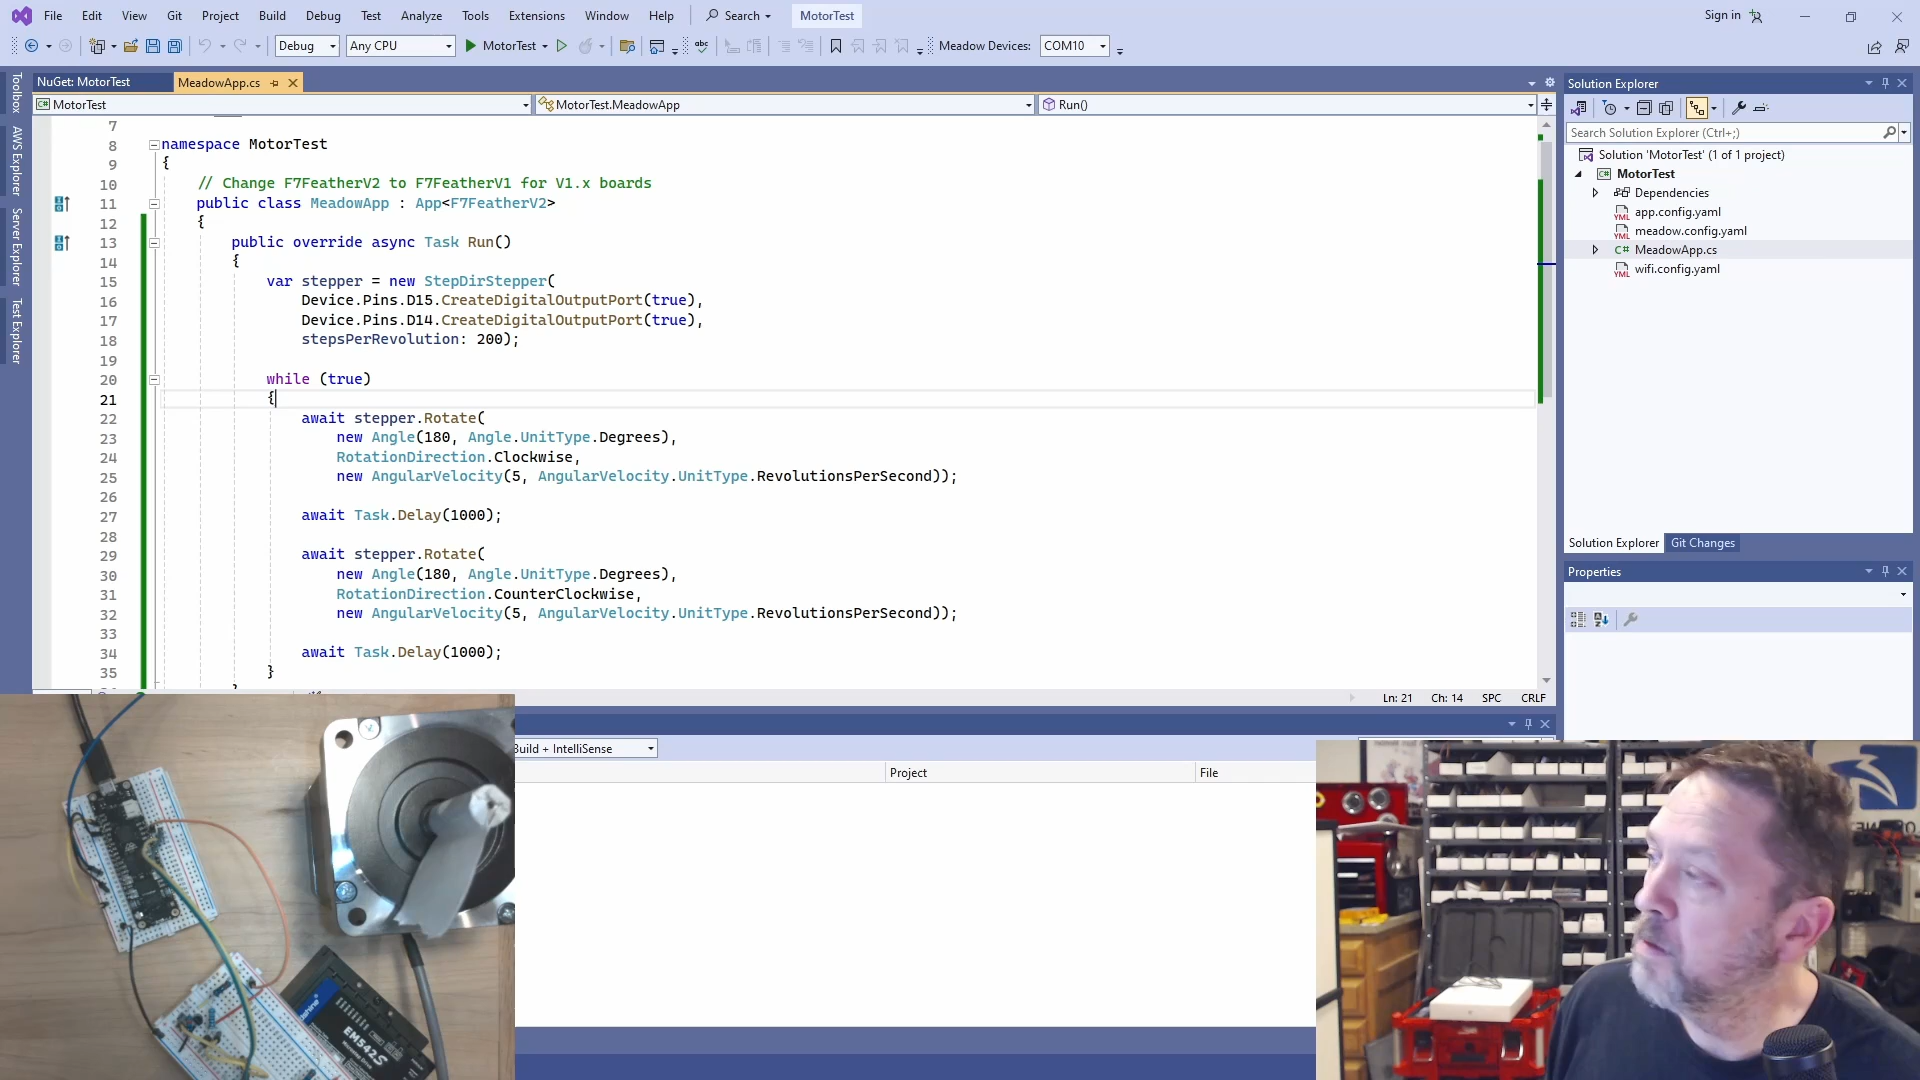 File Edit View Git Project Build Debug Test Analyze Tools Extensions Window Help Search MotorTest Sign in
Debug Any CPU MotorTest Meadow Devices: COM10
NuGet: MotorTest MeadowApp.cs
MotorTest MotorTest.MeadowApp Run()
Toolbox
AWS Explorer
Server Explorer
Test Explorer
7
8 namespace MotorTest
9 {
10 // Change F7FeatherV2 to F7FeatherV1 for V1.x boards
11 public class MeadowApp : App<F7FeatherV2>
12 {
13 public override async Task Run()
14 {
15 var stepper = new StepDirStepper(
16 Device.Pins.D15.CreateDigitalOutputPort(true),
17 Device.Pins.D14.CreateDigitalOutputPort(true),
18 stepsPerRevolution: 200);
19
20 while (true)
21 {
22 await stepper.Rotate(
23 new Angle(180, Angle.UnitType.Degrees),
24 RotationDirection.Clockwise,
25 new AngularVelocity(5, AngularVelocity.UnitType.RevolutionsPerSecond));
26
27 await Task.Delay(1000);
28
29 await stepper.Rotate(
30 new Angle(180, Angle.UnitType.Degrees),
31 RotationDirection.CounterClockwise,
32 new AngularVelocity(5, AngularVelocity.UnitType.RevolutionsPerSecond));
33
34 await Task.Delay(1000);
35 }
Ln: 21 Ch: 14 SPC CRLF
Build + IntelliSense
Project File
Solution Explorer
Search Solution Explorer (Ctrl+;)
Solution 'MotorTest' (1 of 1 project)
C# MotorTest
Dependencies
YML app.config.yaml
YML meadow.config.yaml
C# MeadowApp.cs
YML wifi.config.yaml
Solution Explorer Git Changes
Properties
EM542S